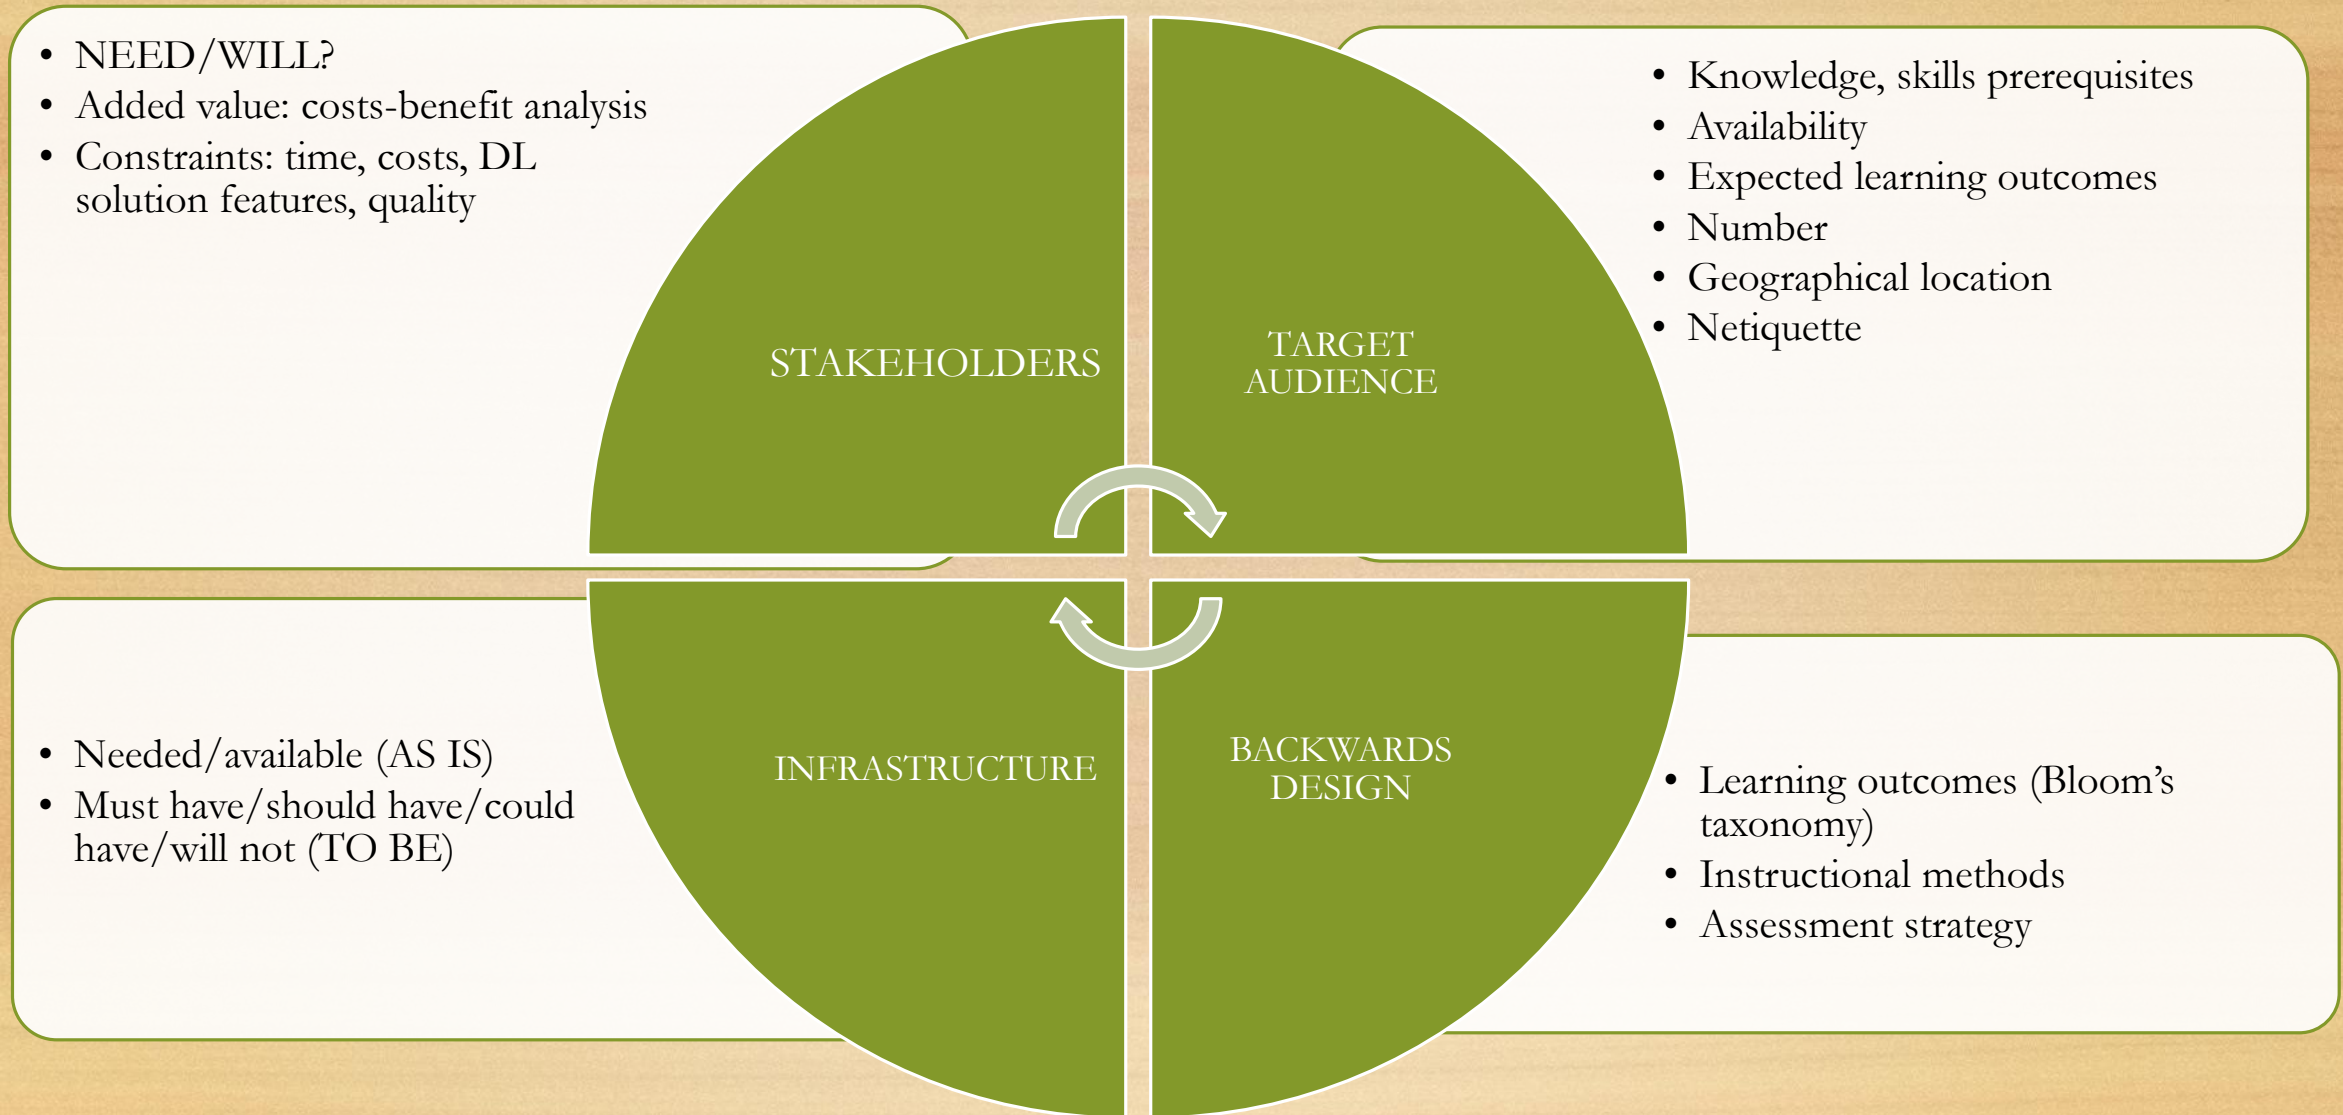 • NEED/WILL?
• Added value: costs-benefit analysis
• Constraints: time, costs, DL
solution features, quality
STAKEHOLDERS
TARGET
AUDIENCE
• Knowledge, skills prerequisites
• Availability
• Expected learning outcomes
• Number
• Geographical location
• Netiquette
• Needed/available (AS IS)
• Must have/should have/could
have/will not (TO BE)
INFRASTRUCTURE
BACKWARDS
DESIGN
• Learning outcomes (Bloom’s
taxonomy)
• Instructional methods
• Assessment strategy